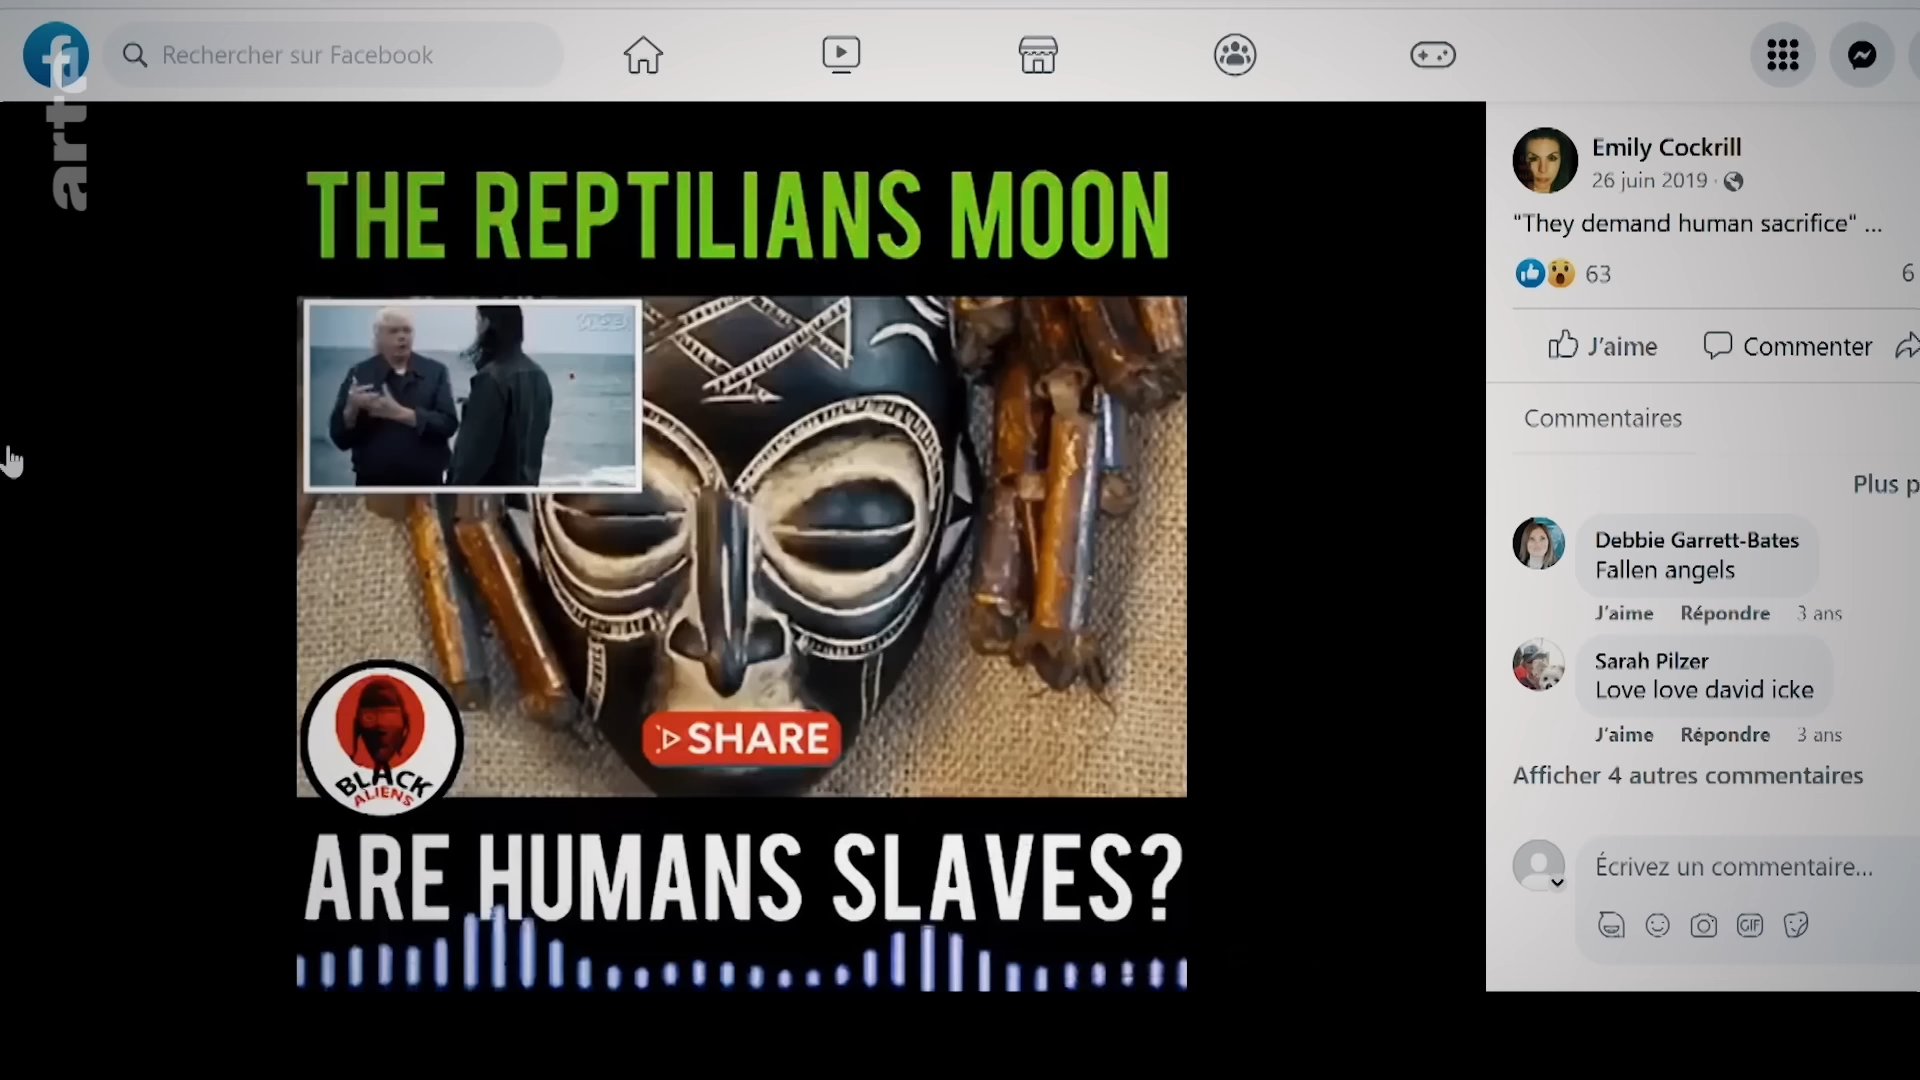 Rechercher sur Facebook
arte
THE REPTILIANS MOON
VICE
SHARE
BLACK
ALIENS
ARE HUMANS SLAVES?
Emily Cockrill
26 juin 2019 ·
"They demand human sacrifice" ...
63
6
J'aime
Commenter
Commentaires
Plus p
Debbie Garrett-Bates
Fallen angels
J'aime Répondre 3 ans
Sarah Pilzer
Love love david icke
J'aime Répondre 3 ans
Afficher 4 autres commentaires
Écrivez un commentaire...
GIF